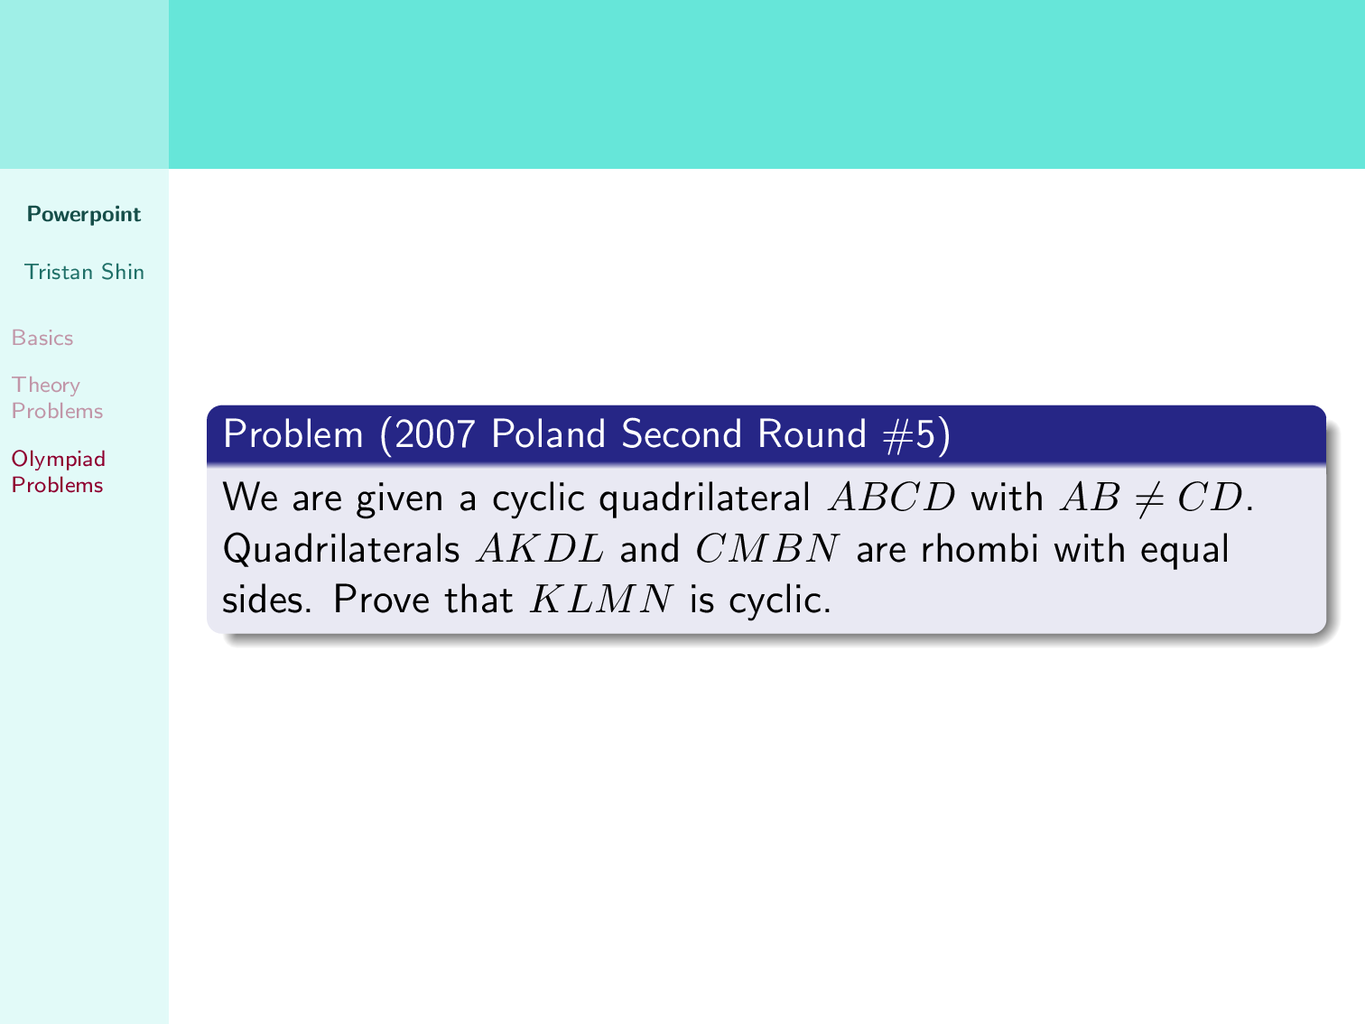 Powerpoint
Tristan Shin
Basics
Theory
Problems
Olympiad
Problems
Problem (2007 Poland Second Round #5)
We are given a cyclic quadrilateral ABCD with AB ≠ CD.
Quadrilaterals AKDL and CMBN are rhombi with equal
sides. Prove that KLMN is cyclic.